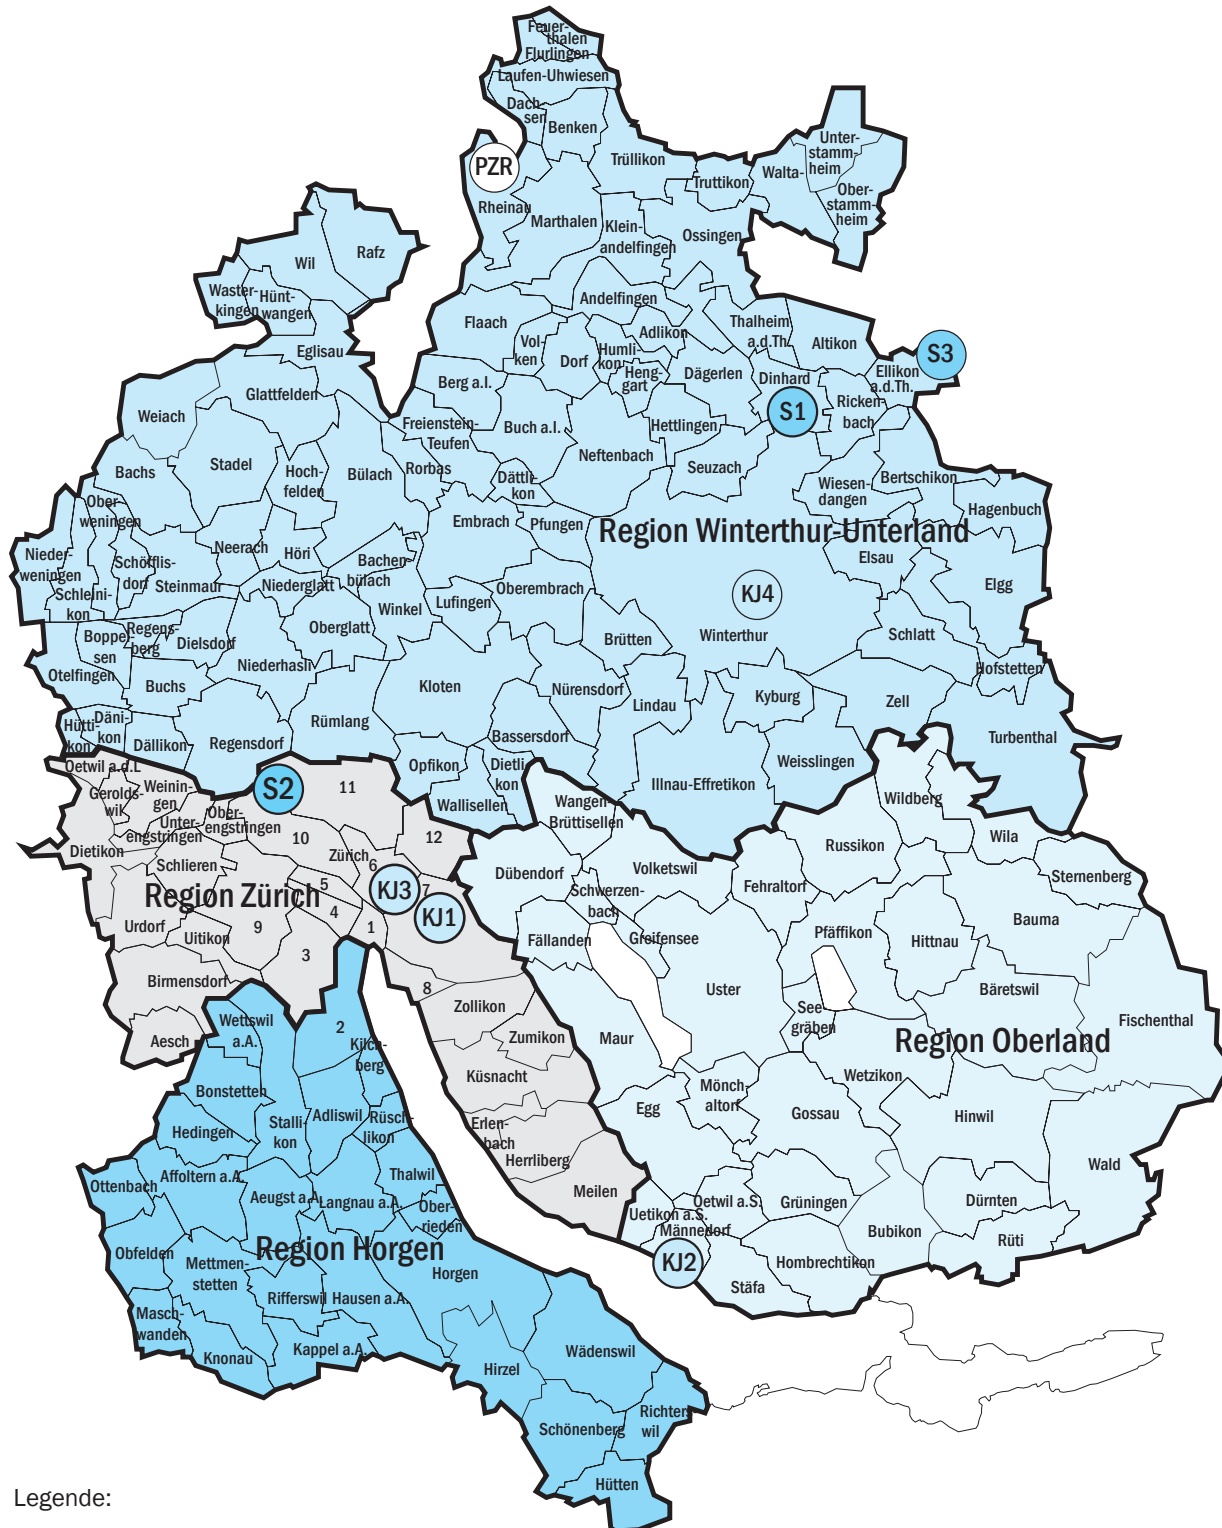 Feuer-
thalen
Flurlingen
Laufen-Uhwiesen
Dach-
sen
Benken
Trüllikon
Truttikon
Walta-
Unter-
stamm-
heim
Ober-
stamm-
heim
PZR
Rheinau
Marthalen
Klein-
andelfingen
Ossingen
Wil
Rafz
Waster-
kingen
Hünt-
wangen
Eglisau
Andelfingen
Flaach
Vol-
ken
Dorf
Humli-
kon
Adlikon
Heng-
gart
Dägerlen
Thalheim
a.d.Th.
Altikon
S3
Ellikon
a.d.Th.
Dinhard
S1
Ricken-
bach
Berg a.I.
Glattfelden
Weiach
Freienstein-
Teufen
Buch a.I.
Hettlingen
Neftenbach
Seuzach
Stadel
Bachs
Hoch-
felden
Bülach
Rorbas
Dättli-
kon
Wiesen-
dangen
Bertschikon
Hagenbuch
Ober-
weningen
Embrach
Pfungen
Region Winterthur-Unterland
Nieder-
weningen
Schöfflis-
dorf
Neerach
Höri
Bachen-
bülach
Elsau
Elgg
Schleini-
kon
Steinmaur
Niederglatt
Winkel
Lufingen
Oberembrach
KJ4
Winterthur
Boppel-
sen
Regens-
berg
Dielsdorf
Oberglatt
Brütten
Schlatt
Otelfingen
Buchs
Niederhasli
Hofstetten
Kloten
Nürensdorf
Lindau
Kyburg
Zell
Hütti-
kon
Däni-
kon
Dällikon
Regensdorf
Rümlang
Bassersdorf
Turbenthal
Oetwil a.d.L
Opfikon
Dietli-
kon
Weisslingen
Illnau-Effretikon
Gerolds-
wil
Weinin-
gen
S2
11
Wallisellen
Wangen-
Brüttisellen
Wildberg
Unter-
engstringen
Ober-
engstringen
10
12
Wila
Dietikon
Schlieren
Zürich
6
Russikon
Dübendorf
Volketswil
Sternenberg
Region Zürich
5
KJ3
7
KJ1
Schwerzen-
bach
Fehraltorf
Urdorf
Uitikon
9
4
1
Fällanden
Greifensee
Pfäffikon
Hittnau
Bauma
Birmensdorf
3
8
Uster
See-
gräben
Bäretswil
Zollikon
Fischenthal
Aesch
Wettswil
a.A.
2
Kilch-
berg
Zumikon
Maur
Region Oberland
Küsnacht
Mönch-
altorf
Wetzikon
Bonstetten
Egg
Gossau
Hinwil
Hedingen
Stalli-
kon
Adliswil
Rüsch-
likon
Erlen-
bach
Herrliberg
Wald
Ottenbach
Affoltern a.A.
Thalwil
Aeugst a.A.
Langnau a.A.
Meilen
Oetwil a.S.
Grüningen
Dürnten
Ober-
rieden
Uetikon a.S.
Männedorf
Bubikon
Rüti
Obfelden
Region Horgen
KJ2
Hombrechtikon
Mettmen-
stetten
Horgen
Stäfa
Rifferswil
Hausen a.A.
Masch-
wanden
Knonau
Kappel a.A.
Hirzel
Wädenswil
Schönenberg
Richters-
wil
Hütten
Legende: